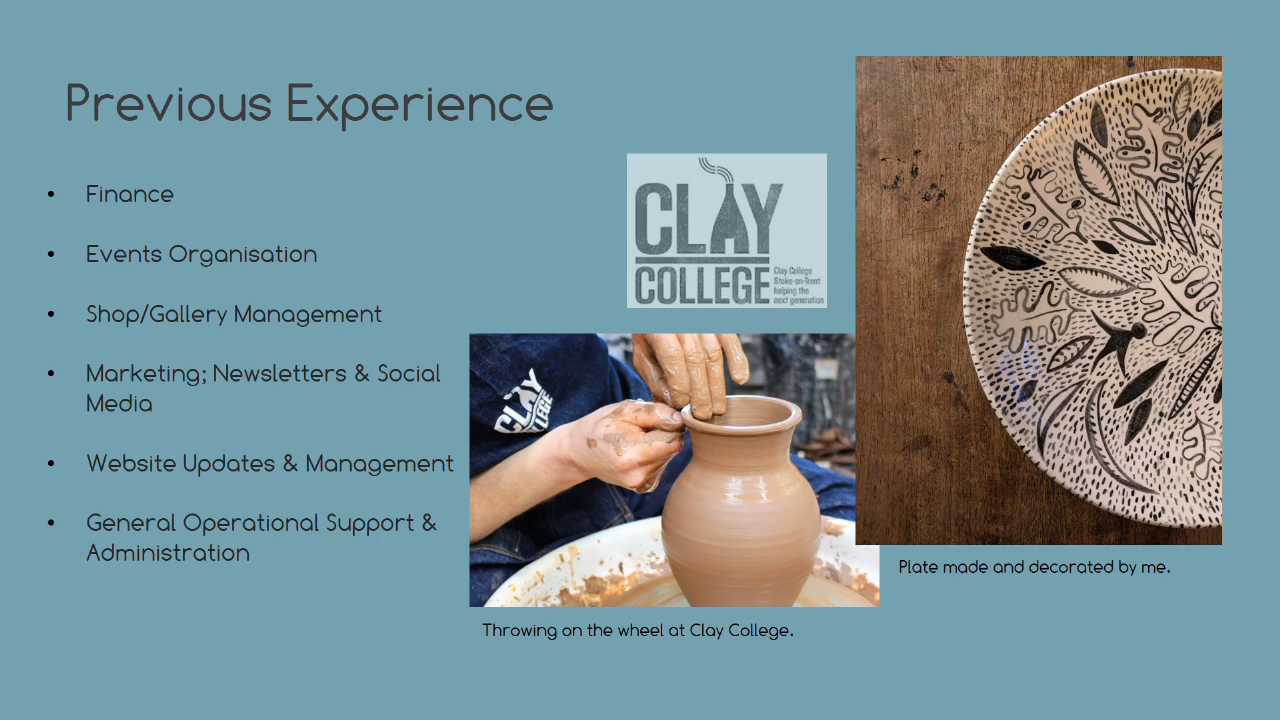 Previous Experience
• Finance
• Events Organisation
• Shop/Gallery Management
• Marketing; Newsletters & Social
Media
• Website Updates & Management
• General Operational Support &
Administration
CLAY
COLLEGE
Clay College
Stoke-on-Trent
helping the
next generation
CLAY
COLLEGE
Throwing on the wheel at Clay College.
Plate made and decorated by me.